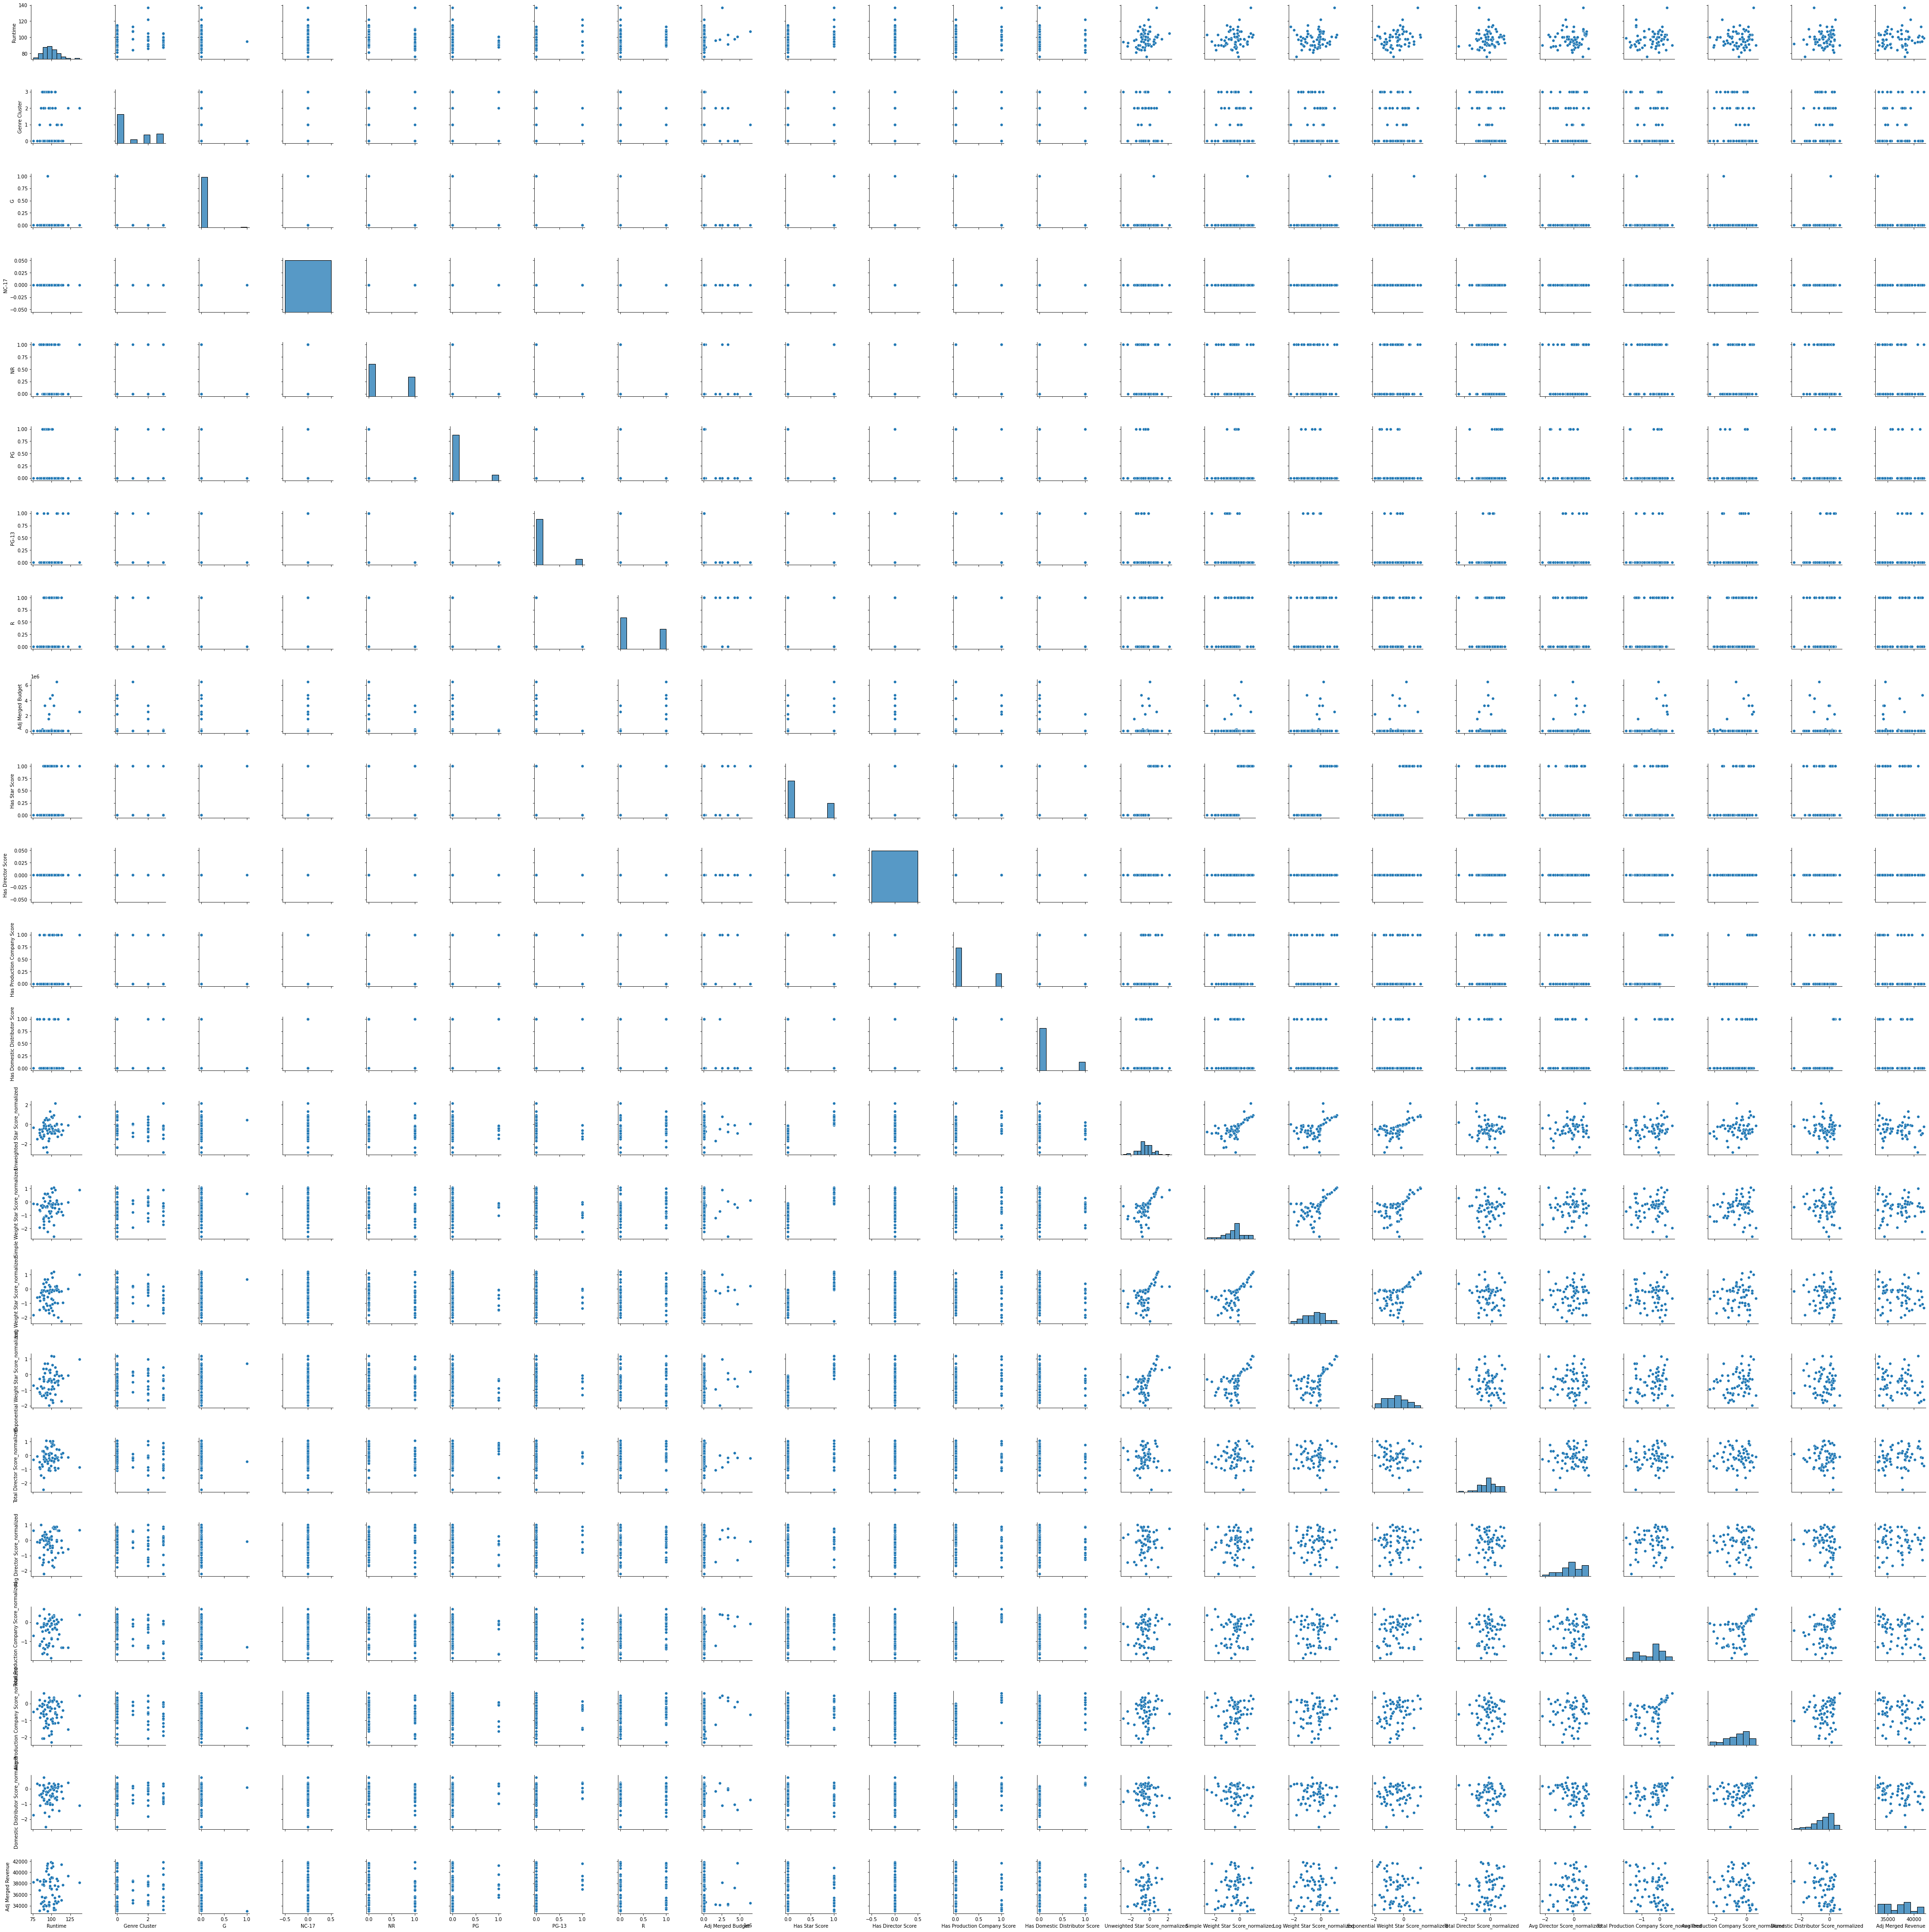 140
120
100
80
Runtime
3
2
1
0
Genre Cluster
1.00
0.75
0.50
0.25
0.00
G
0.050
0.025
0.000
−0.025
−0.050
NC-17
1.00
0.75
0.50
0.25
0.00
NR
1.00
0.75
0.50
0.25
0.00
PG
1.00
0.75
0.50
0.25
0.00
PG-13
1.00
0.75
0.50
0.25
0.00
R
1e6
6
4
2
0
Adj Merged Budget
1.00
0.75
0.50
0.25
0.00
Has Star Score
0.050
0.025
0.000
−0.025
−0.050
Has Director Score
1.00
0.75
0.50
0.25
0.00
Has Production Company Score
1.00
0.75
0.50
0.25
0.00
Has Domestic Distributor Score
2
0
−2
Unweighted Star Score_normalized
1
0
−1
−2
Simple Weight Star Score_normalized
1
0
−1
−2
Weight Star Score_normalized
1
0
−1
−2
Exponential Weight Star Score_normalized
1
0
−1
−2
Total Director Score_normalized
1
0
−1
−2
Director Score_normalized
0
−1
Production Company Score_normalized
0
−1
−2
Production Company Score_normalized
0
−1
−2
Domestic Distributor Score_normalized
42000
40000
38000
36000
34000
Adj Merged Revenue
75 100 125
0 2
0.0 0.5 1.0
−0.5 0.0 0.5
0.0 0.5 1.0
0.0 0.5 1.0
0.0 0.5 1.0
0.0 0.5 1.0
0.0 2.5 5.0
0.0 0.5 1.0
−0.5 0.0 0.5
0.0 0.5 1.0
0.0 0.5 1.0
−2 0 2
−2 0
−2 0
−2 0
−2 0
−2 0
−2 0
−2 0
−2 0
35000 40000
Runtime
Genre Cluster
G
NC-17
NR
PG
PG-13
R
Adj Merged Budget
Has Star Score
Has Director Score
Has Production Company Score
Has Domestic Distributor Score
Unweighted Star Score_normalized
Simple Weight Star Score_normalized
Log Weight Star Score_normalized
Exponential Weight Star Score_normalized
Total Director Score_normalized
Avg Director Score_normalized
Total Production Company Score
Production Company Score_normalized
Distributor Score_normalized
Adj Merged Revenue